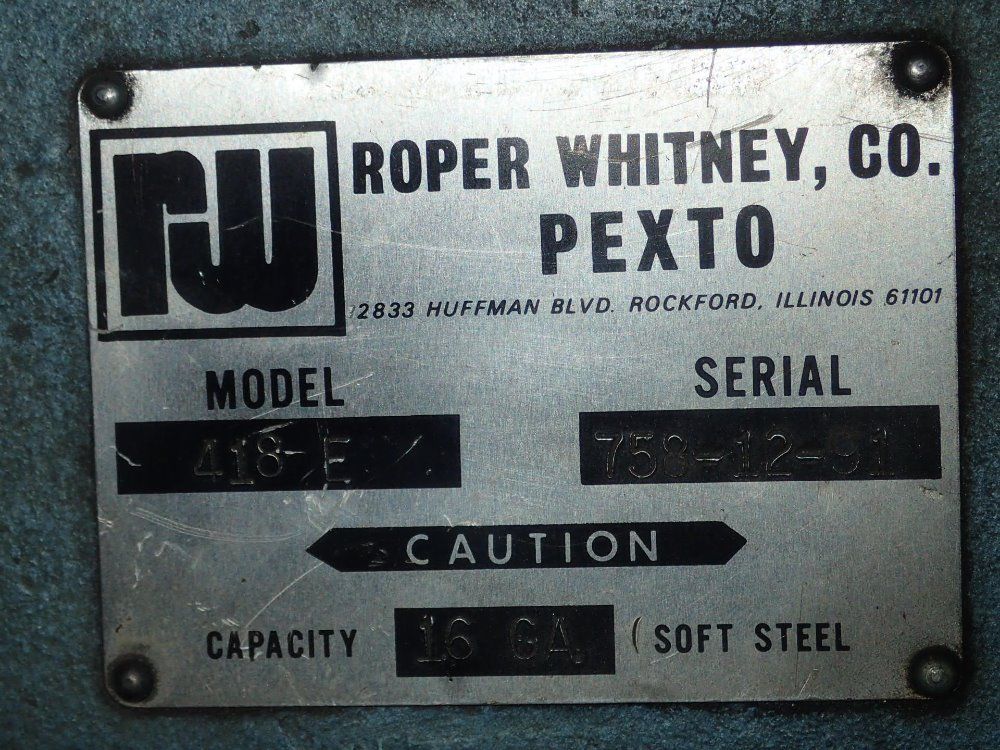 rw
ROPER WHITNEY, CO.
PEXTO
2833 HUFFMAN BLVD. ROCKFORD, ILLINOIS 61101
MODEL
SERIAL
418-E
758-12-91
CAUTION
CAPACITY 16 GA. SOFT STEEL